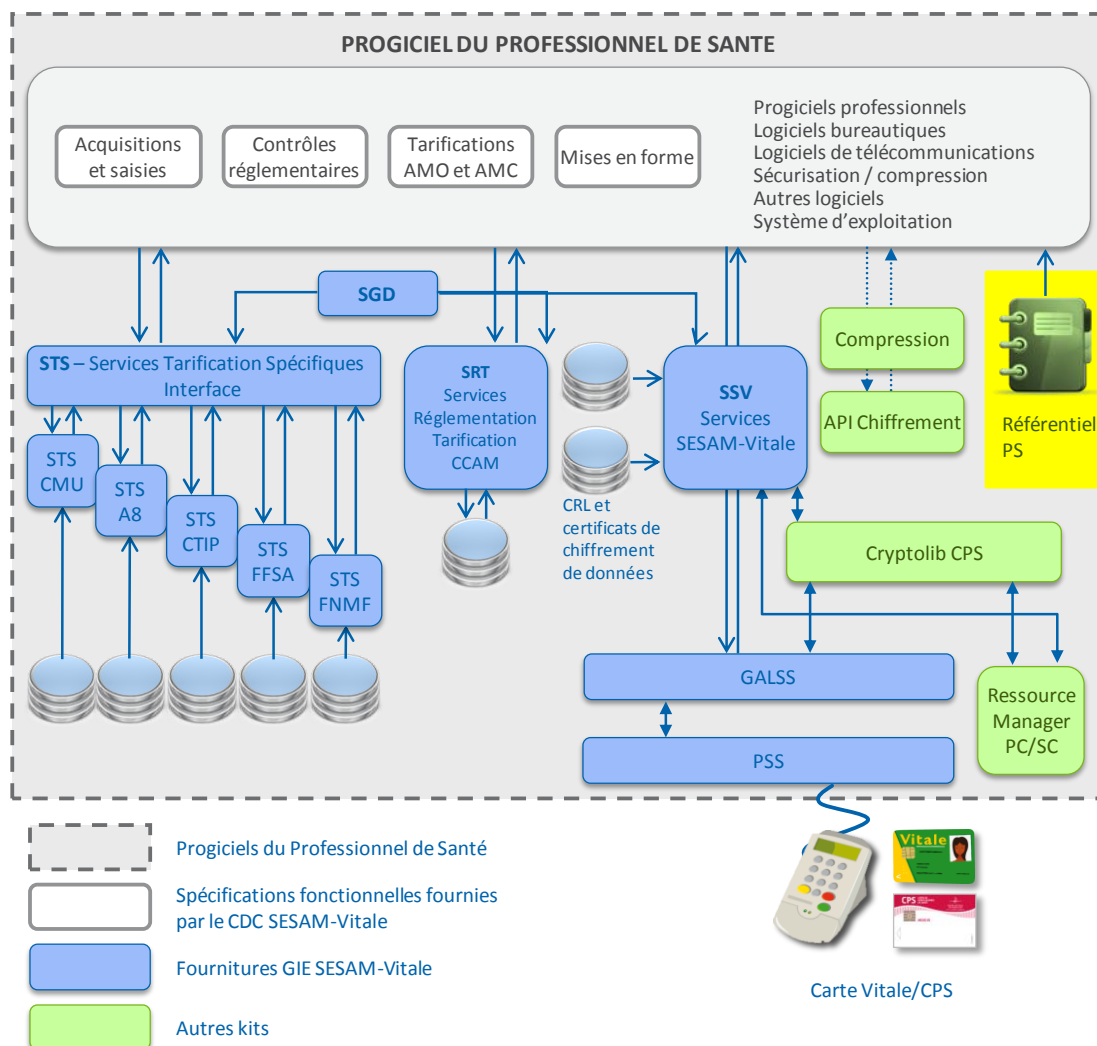 PROGICIEL DU PROFESSIONNEL DE SANTE
Acquisitions
et saisies
Contrôles
réglementaires
Tarifications
AMO et AMC
Mises en forme
Progiciels professionnels
Logiciels bureautiques
Logiciels de télécommunications
Sécurisation / compression
Autres logiciels
Système d'exploitation
SGD
STS – Services Tarification Spécifiques
Interface
SRT
Services
Réglementation
Tarification
CCAM
SSV
Services
SESAM-Vitale
Compression
API Chiffrement
Référentiel
PS
STS
CMU
STS
A8
STS
CTIP
STS
FFSA
STS
FNMF
CRL et
certificats de
chiffrement
de données
Cryptolib CPS
GALSS
Ressource
Manager
PC/SC
PSS
Progiciels du Professionnel de Santé
Spécifications fonctionnelles fournies
par le CDC SESAM-Vitale
Fournitures GIE SESAM-Vitale
Autres kits
Vitale
CPS
Carte Vitale/CPS